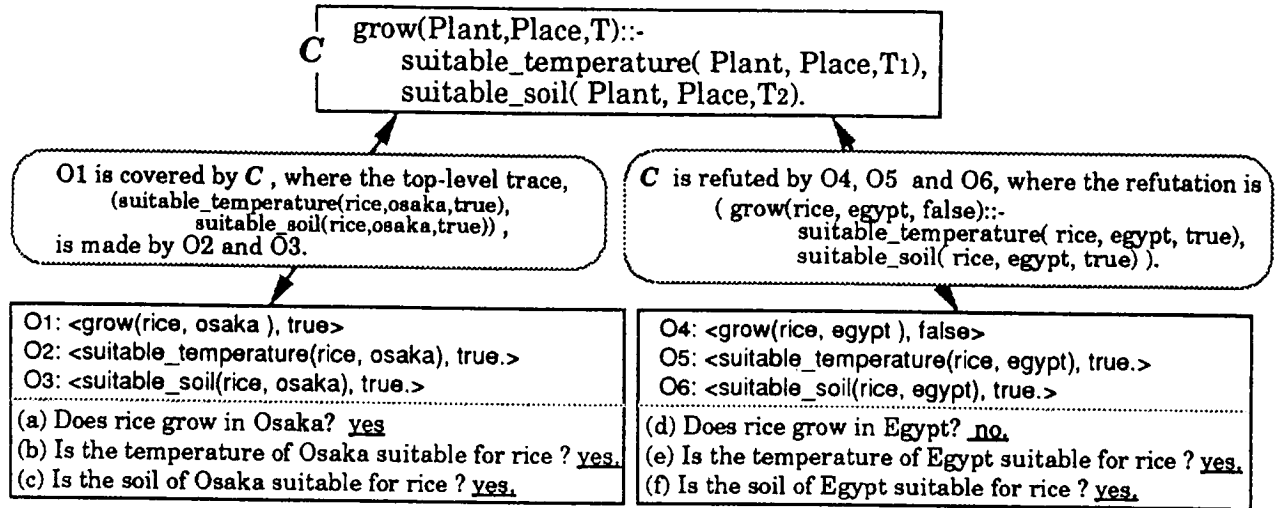 C
grow(Plant,Place,T)::-
suitable_temperature( Plant, Place,T1),
suitable_soil( Plant, Place,T2).
O1 is covered by C , where the top-level trace,
(suitable_temperature(rice,osaka,true),
suitable_soil(rice,osaka,true)) ,
is made by O2 and O3.
C is refuted by O4, O5 and O6, where the refutation is
( grow(rice, egypt, false)::-
suitable_temperature( rice, egypt, true),
suitable_soil( rice, egypt, true) ).
O1: <grow(rice, osaka ), true>
O2: <suitable_temperature(rice, osaka), true.>
O3: <suitable_soil(rice, osaka), true.>
(a) Does rice grow in Osaka? yes
(b) Is the temperature of Osaka suitable for rice ? yes.
(c) Is the soil of Osaka suitable for rice ? yes.
O4: <grow(rice, egypt ), false>
O5: <suitable_temperature(rice, egypt), true.>
O6: <suitable_soil(rice, egypt), true.>
(d) Does rice grow in Egypt? no.
(e) Is the temperature of Egypt suitable for rice ? yes.
(f) Is the soil of Egypt suitable for rice ? yes.